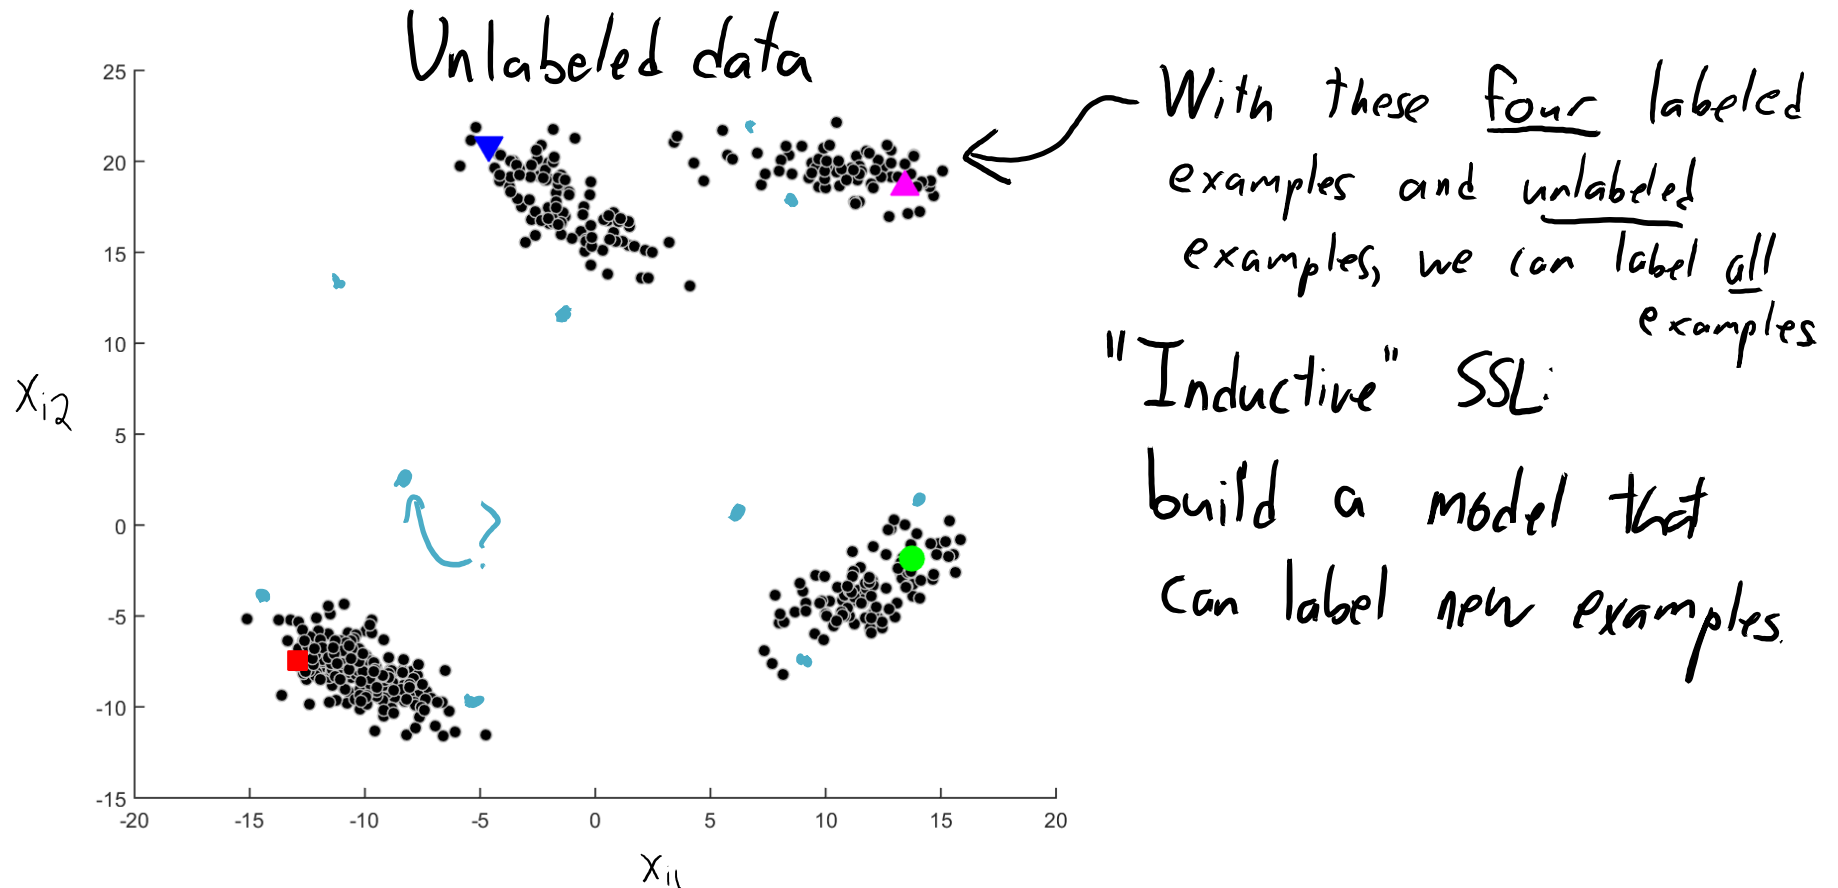 Unlabeled data
25
20
15
10
5
0
-5
-10
-15
-20 -15 -10 -5 0 5 10 15 20
Xi2
Xi1
?
With these four labeled
examples and unlabeled
examples, we can label all
examples
"Inductive" SSL:
build a model that
can label new examples.